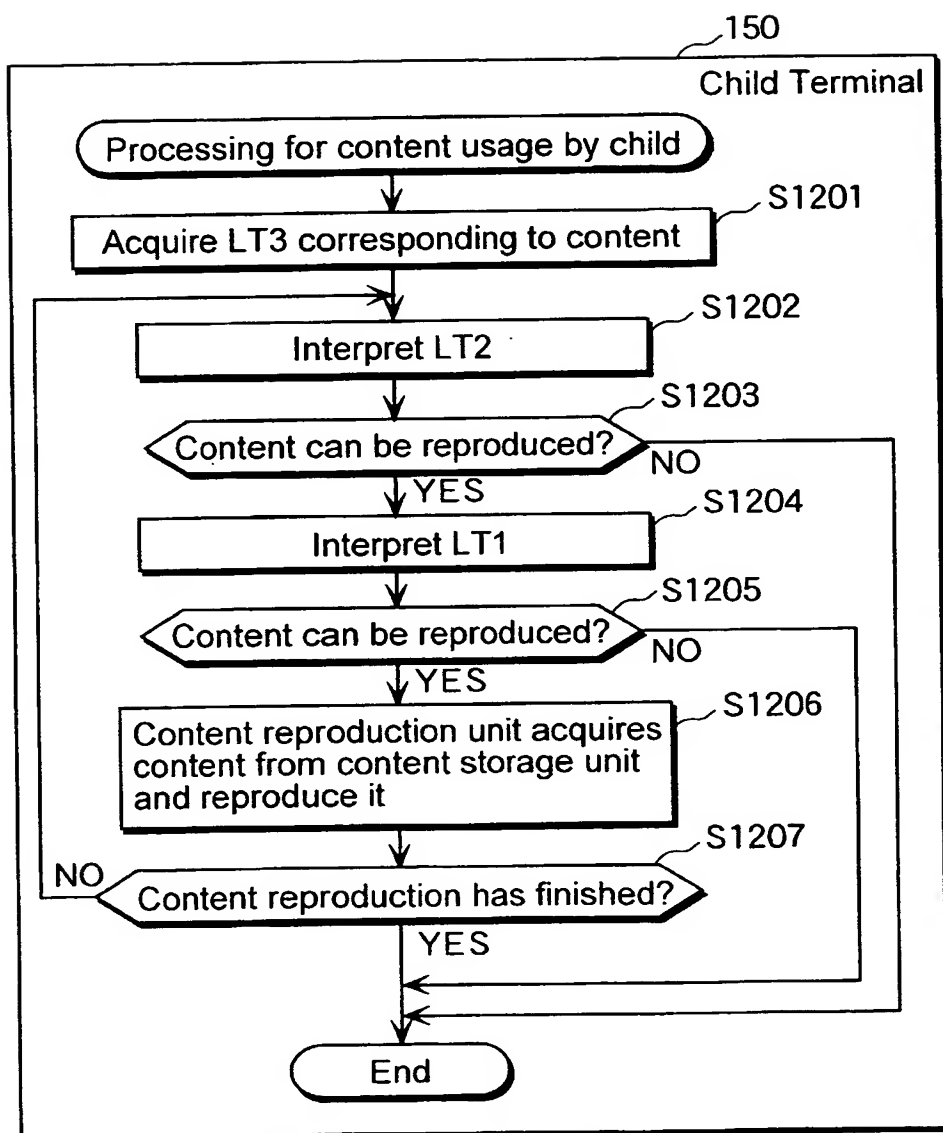 150
Child Terminal
Processing for content usage by child
S1201
Acquire LT3 corresponding to content
S1202
Interpret LT2
S1203
Content can be reproduced?
NO
YES
S1204
Interpret LT1
S1205
Content can be reproduced?
NO
YES
S1206
Content reproduction unit acquires
content from content storage unit
and reproduce it
S1207
NO
Content reproduction has finished?
YES
End